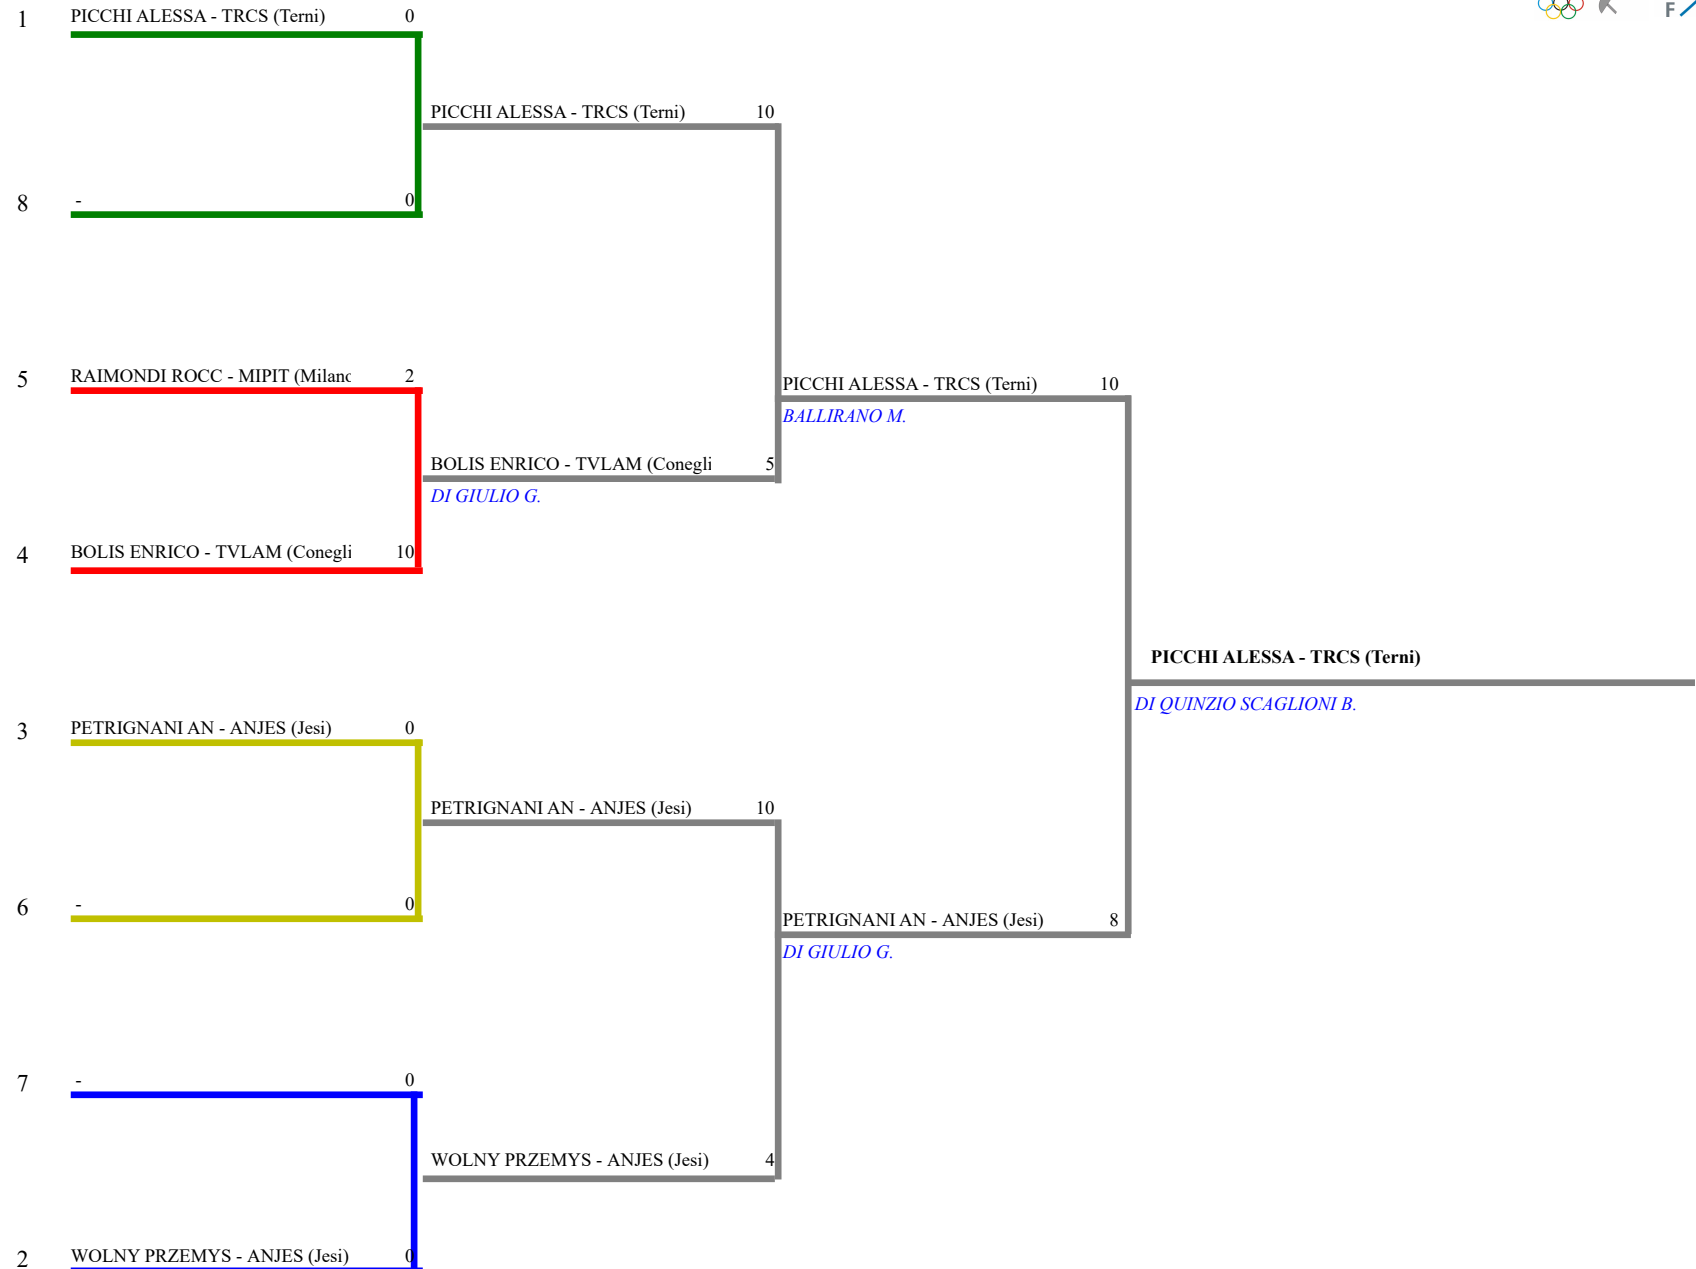 1 PICCHI ALESSA - TRCS (Terni) 0
F
PICCHI ALESSA - TRCS (Terni) 10
8 - 0
5 RAIMONDI ROCC - MIPIT (Milanc 2
PICCHI ALESSA - TRCS (Terni) 10
BALLIRANO M.
BOLIS ENRICO - TVLAM (Conegli 5
DI GIULIO G.
4 BOLIS ENRICO - TVLAM (Conegli 10
PICCHI ALESSA - TRCS (Terni)
DI QUINZIO SCAGLIONI B.
3 PETRIGNANI AN - ANJES (Jesi) 0
PETRIGNANI AN - ANJES (Jesi) 10
6 - 0
PETRIGNANI AN - ANJES (Jesi) 8
DI GIULIO G.
7 - 0
WOLNY PRZEMYS - ANJES (Jesi) 4
2 WOLNY PRZEMYS - ANJES (Jesi) 0